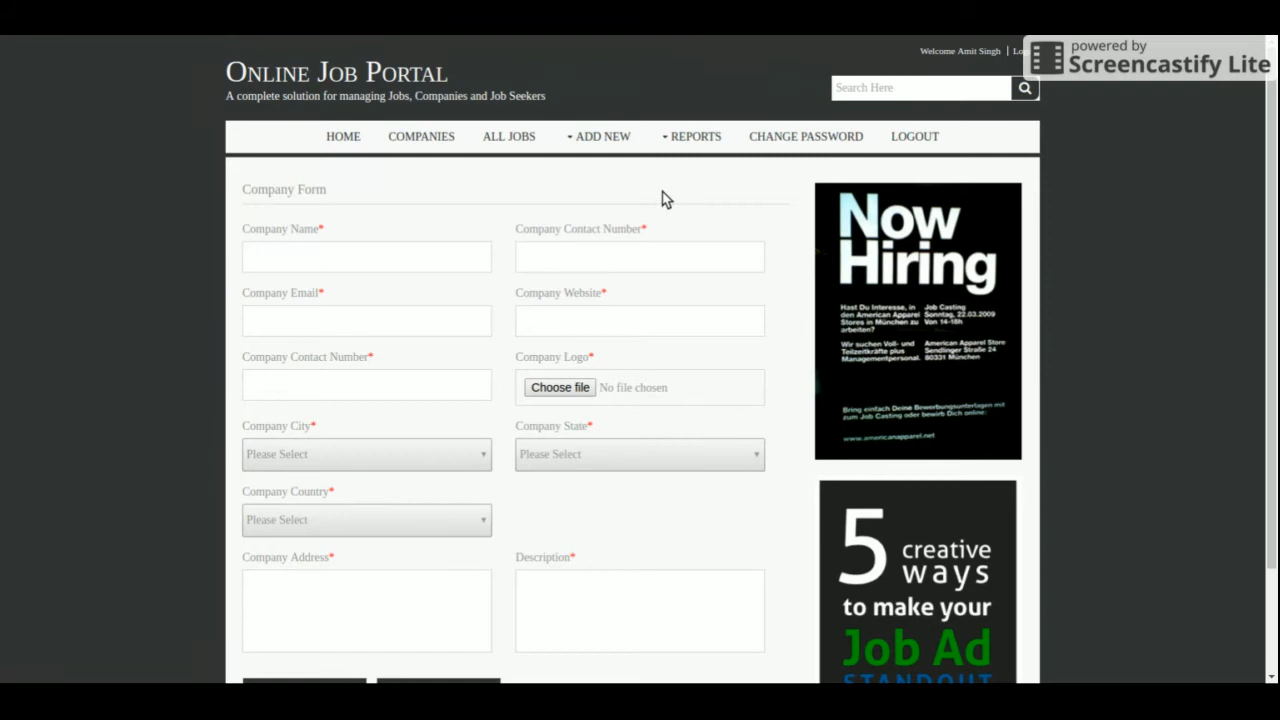 powered by
Screencastify Lite
Welcome Amit Singh
ONLINE JOB PORTAL
A complete solution for managing Jobs, Companies and Job Seekers
Search Here
HOME COMPANIES ALL JOBS ADD NEW REPORTS CHANGE PASSWORD LOGOUT
Company Form
Company Name*
Company Contact Number*
Company Email*
Company Website*
Company Contact Number*
Company Logo*
Choose file No file chosen
Company City*
Company State*
Please Select
Please Select
Company Country*
Please Select
Company Address*
Description*
Now
Hiring
Hast Du Interesse, in
den American Apparel
Stores in München zu
arbeiten?
Job Casting
Sonntag, 22.03.2009
Von 14-18h
Wir suchen Voll- und
Teilzeitkräfte plus
Managementpersonal.
American Apparel Store
Sendlinger Straße 24
80331 München
Bring einfach Deine Bewerbungsunterlagen mit
zum Job Casting oder bewirb Dich online:
www.americanapparel.net
5 creative
ways
to make your
Job Ad
STANDOUT